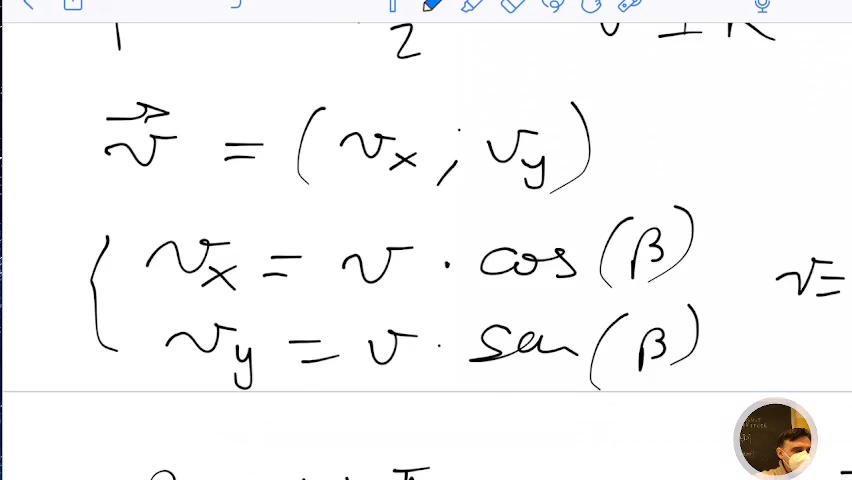 v⃗ = (vx ; vy)
{ vx = v · cos(β) v=
vy = v · sen(β)